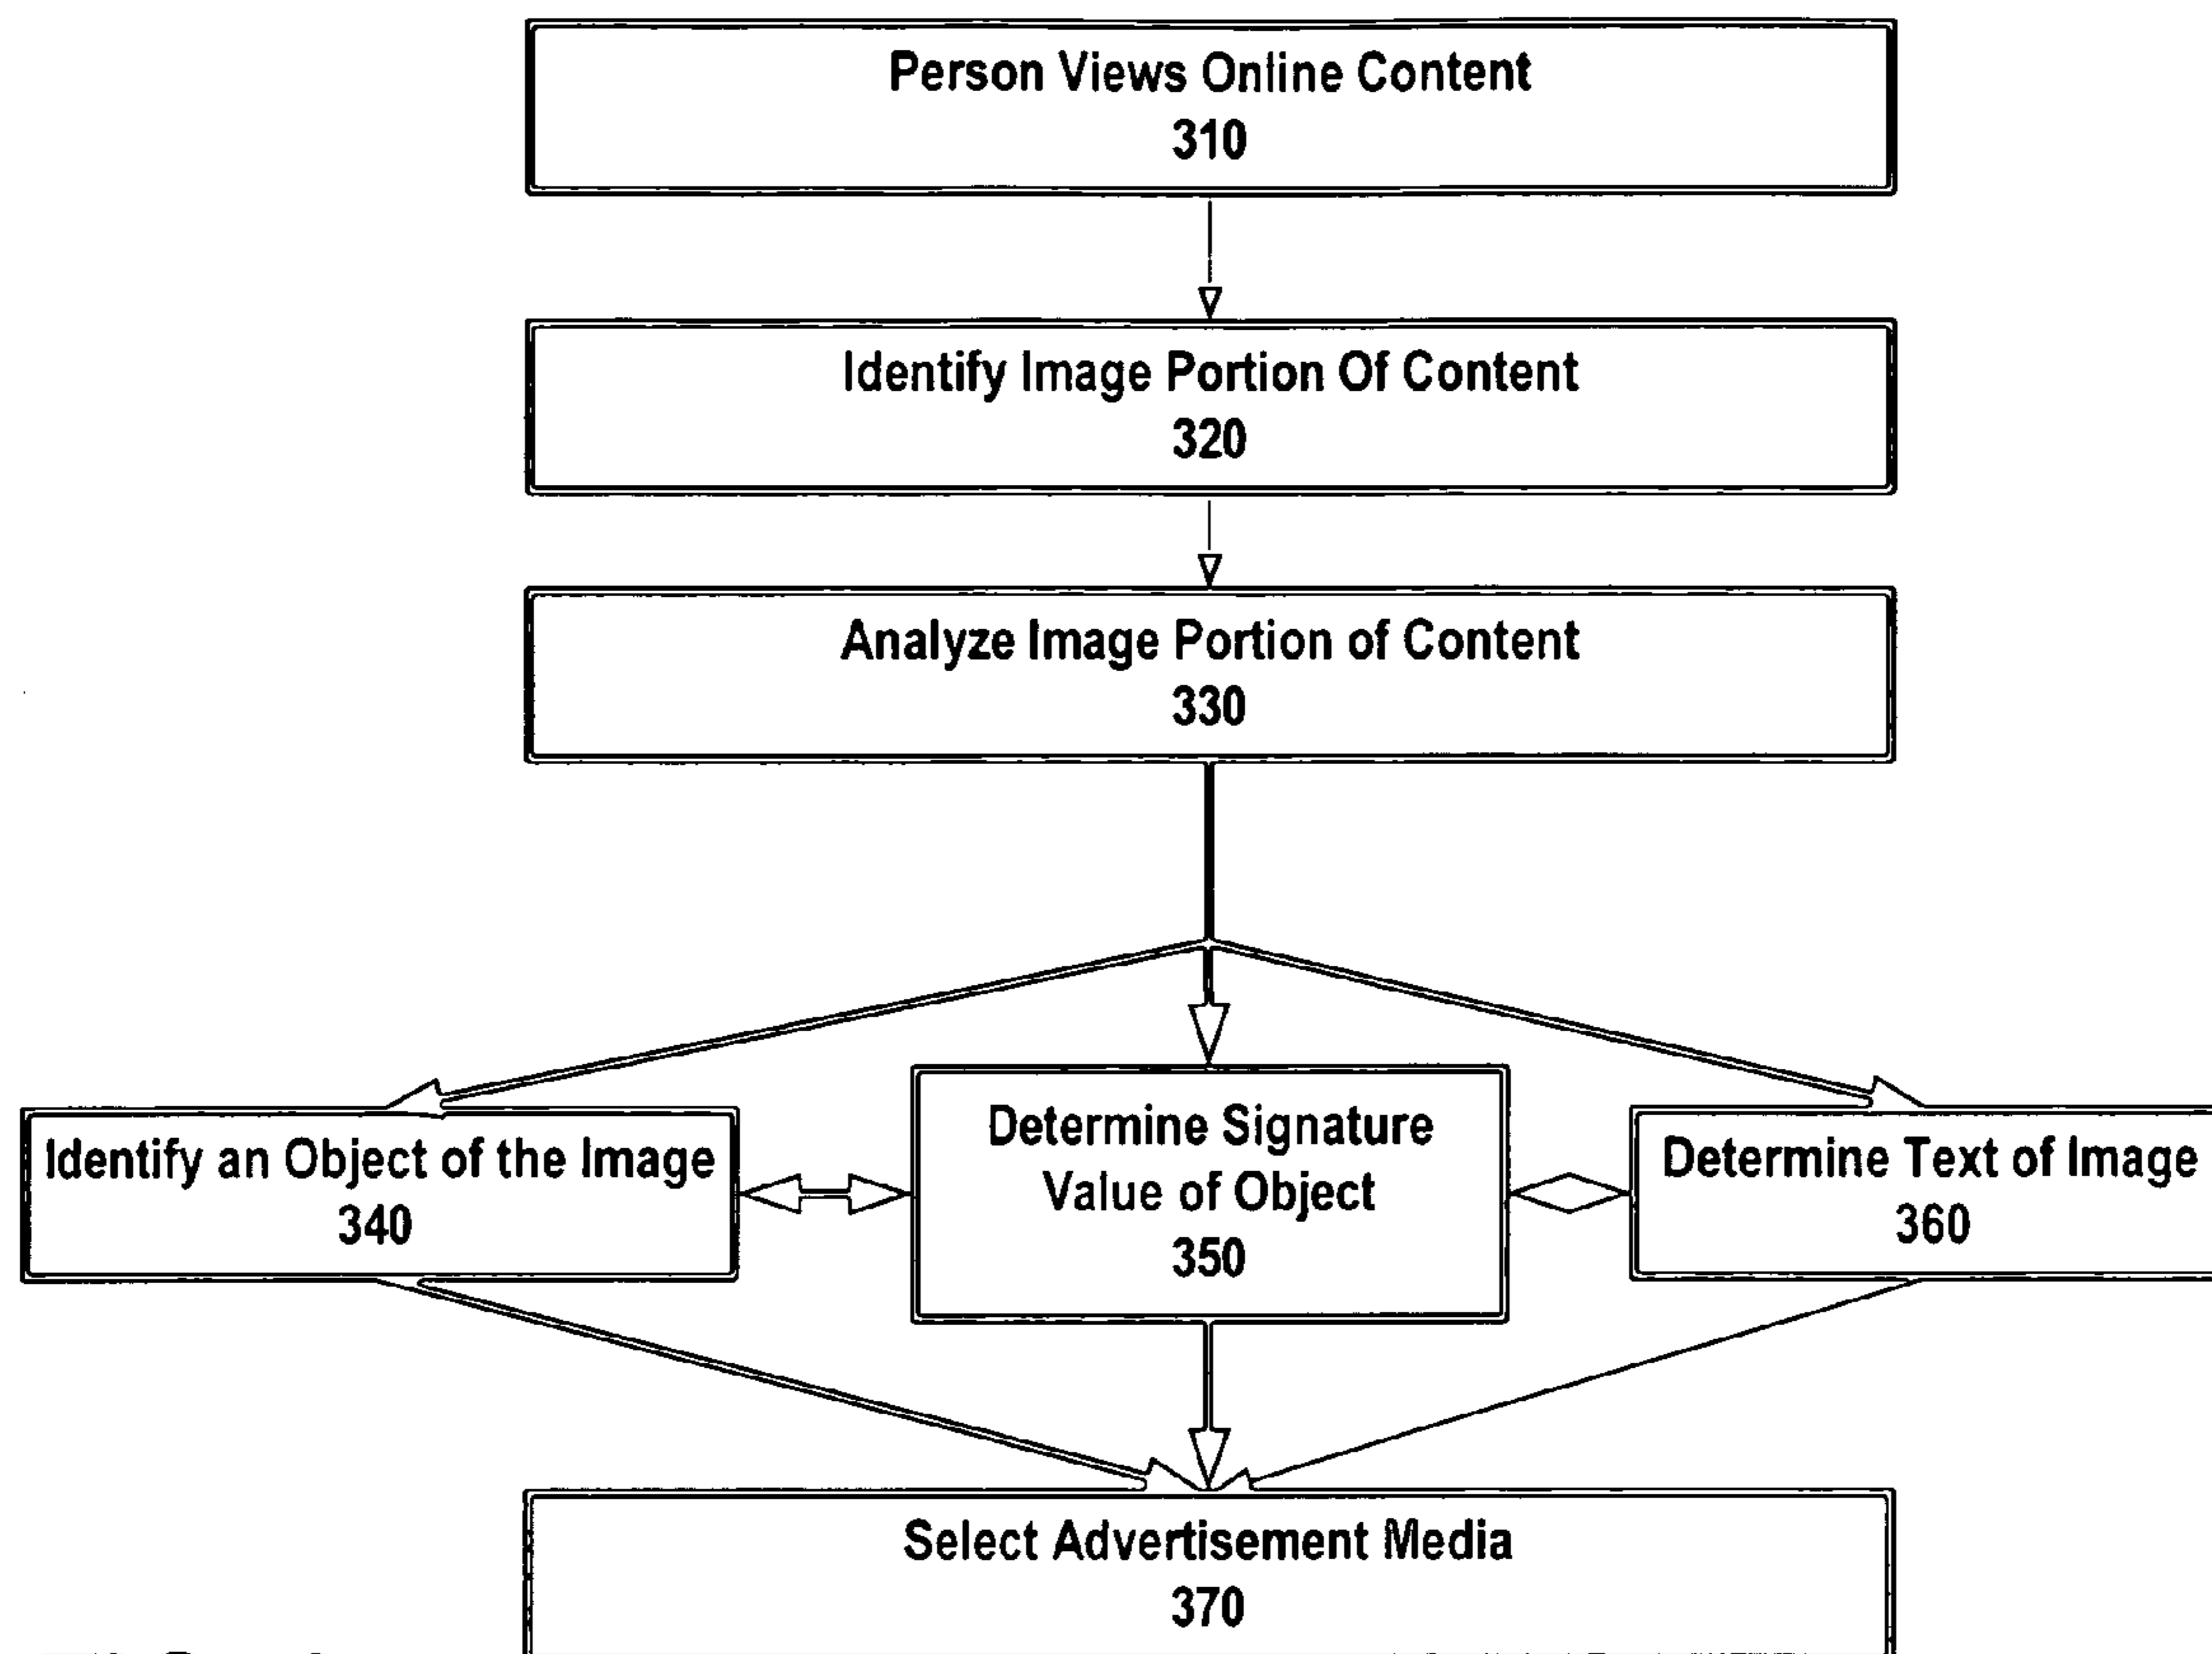 Person Views Online Content
310
Identify Image Portion Of Content
320
Analyze Image Portion of Content
330
Identify an Object of the Image
340
Determine Signature
Value of Object
350
Determine Text of Image
360
Select Advertisement Media
370